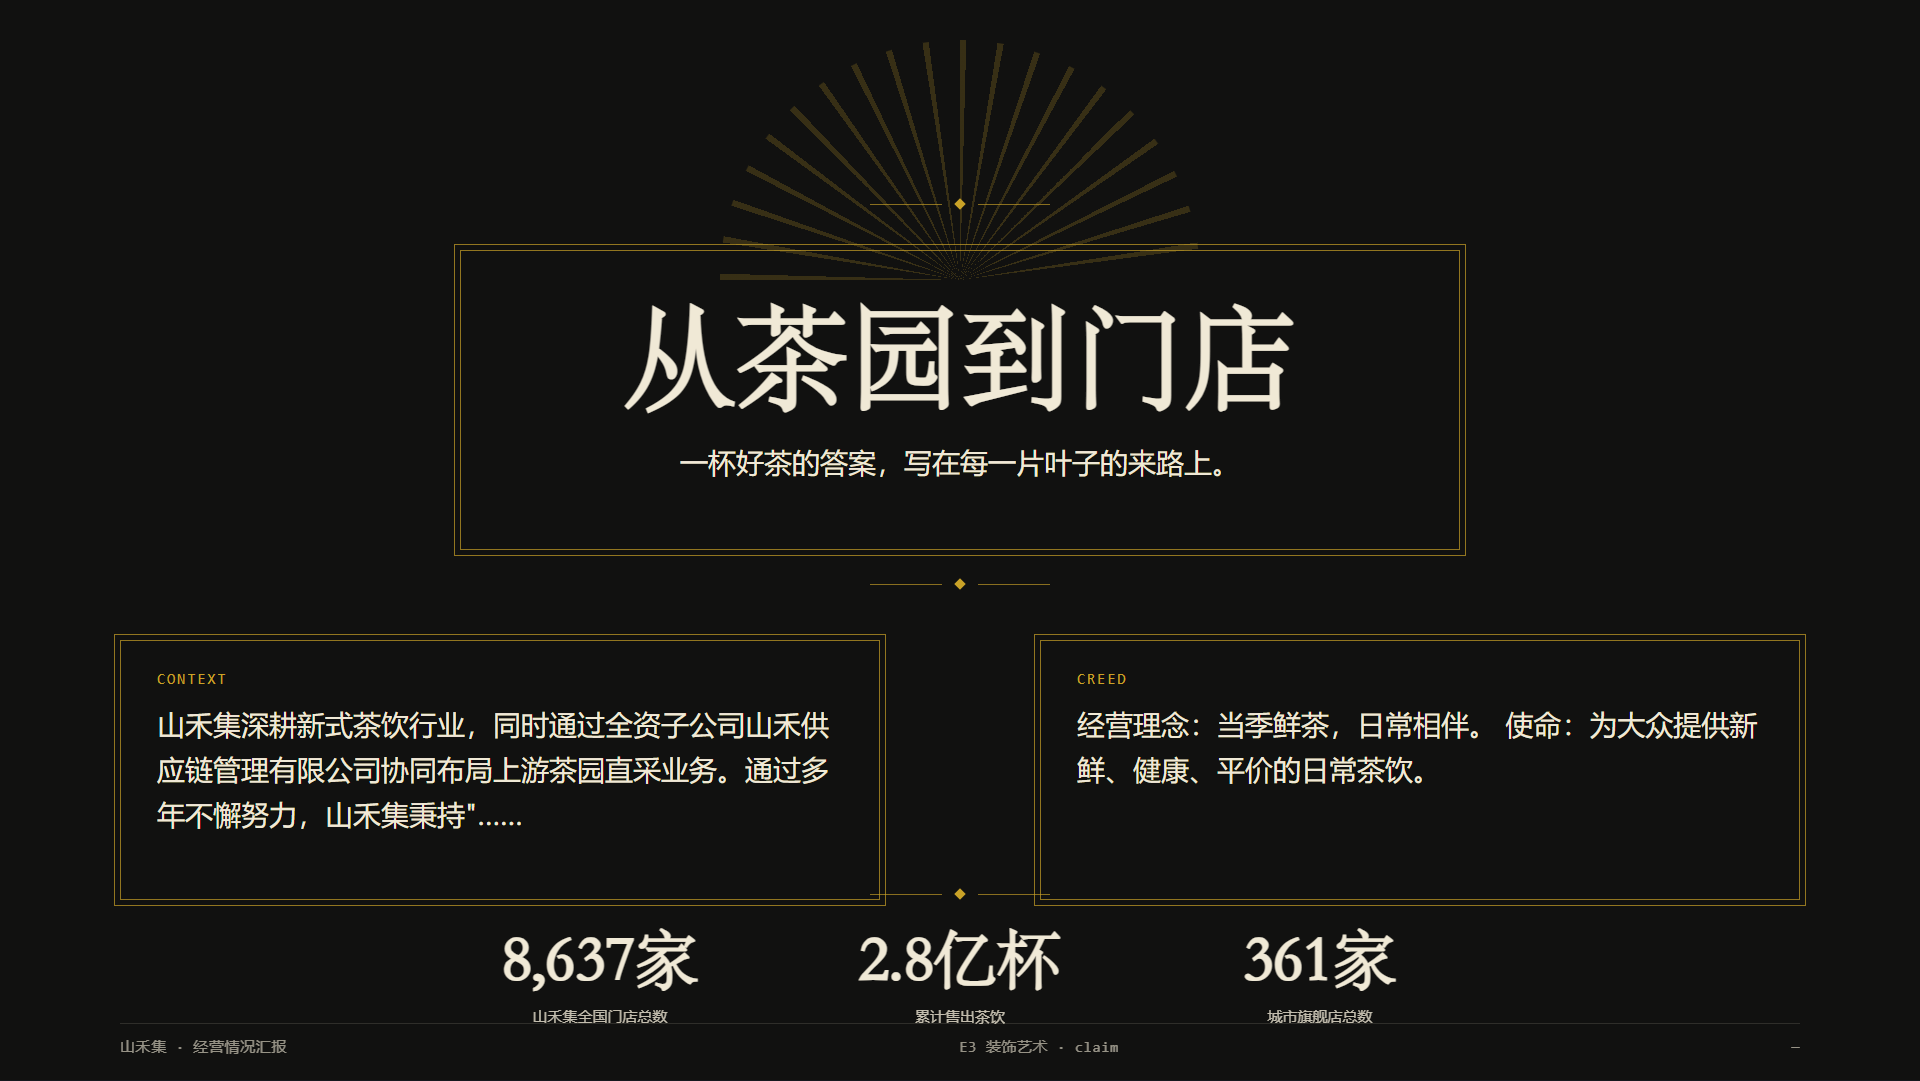 从茶园到门店
一杯好茶的答案，写在每一片叶子的来路上。
CONTEXT
山禾集深耕新式茶饮行业，同时通过全资子公司山禾供
应链管理有限公司协同布局上游茶园直采业务。通过多
年不懈努力，山禾集秉持"……
CREED
经营理念：当季鲜茶，日常相伴。 使命：为大众提供新
鲜、健康、平价的日常茶饮。
8,637家
山禾集全国门店总数
2.8亿杯
累计售出茶饮
361家
城市旗舰店总数
山禾集 · 经营情况汇报
E3 装饰艺术 · claim
—